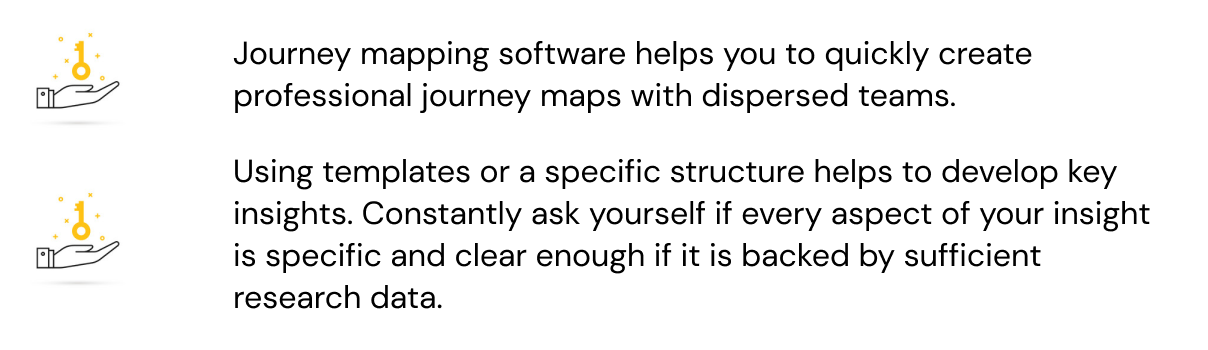 Journey mapping software helps you to quickly create
professional journey maps with dispersed teams.
Using templates or a specific structure helps to develop key
insights. Constantly ask yourself if every aspect of your insight
is specific and clear enough if it is backed by sufficient
research data.